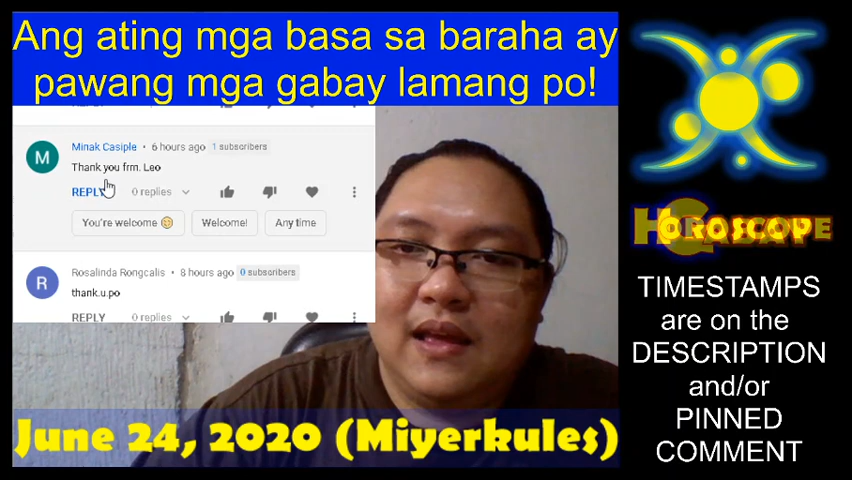 Ang ating mga basa sa baraha ay
pawang mga gabay lamang po!
REPLY
Minak Casiple • 6 hours ago 1 subscribers
Thank you frm. Leo
REPLY 0 replies
You're welcome 😊 Welcome! Any time
Rosalinda Rongcalis • 8 hours ago 0 subscribers
thank.u.po
REPLY 0 replies
M
R
HOROSCOPE
TIMESTAMPS
are on the
DESCRIPTION
and/or
PINNED
COMMENT
June 24, 2020 (Miyerkules)